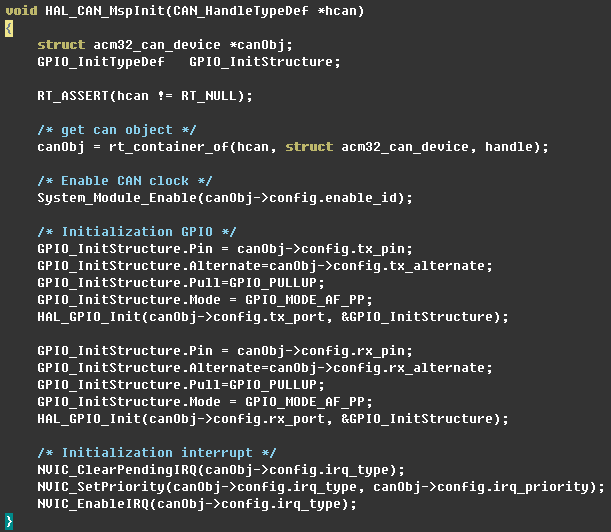 void HAL_CAN_MspInit(CAN_HandleTypeDef *hcan)
{
    struct acm32_can_device *canObj;
    GPIO_InitTypeDef   GPIO_InitStructure;

    RT_ASSERT(hcan != RT_NULL);

    /* get can object */
    canObj = rt_container_of(hcan, struct acm32_can_device, handle);

    /* Enable CAN clock */
    System_Module_Enable(canObj->config.enable_id);

    /* Initialization GPIO */
    GPIO_InitStructure.Pin = canObj->config.tx_pin;
    GPIO_InitStructure.Alternate=canObj->config.tx_alternate;
    GPIO_InitStructure.Pull=GPIO_PULLUP;
    GPIO_InitStructure.Mode = GPIO_MODE_AF_PP;
    HAL_GPIO_Init(canObj->config.tx_port, &GPIO_InitStructure);

    GPIO_InitStructure.Pin = canObj->config.rx_pin;
    GPIO_InitStructure.Alternate=canObj->config.rx_alternate;
    GPIO_InitStructure.Pull=GPIO_PULLUP;
    GPIO_InitStructure.Mode = GPIO_MODE_AF_PP;
    HAL_GPIO_Init(canObj->config.rx_port, &GPIO_InitStructure);

    /* Initialization interrupt */
    NVIC_ClearPendingIRQ(canObj->config.irq_type);
    NVIC_SetPriority(canObj->config.irq_type, canObj->config.irq_priority);
    NVIC_EnableIRQ(canObj->config.irq_type);
}